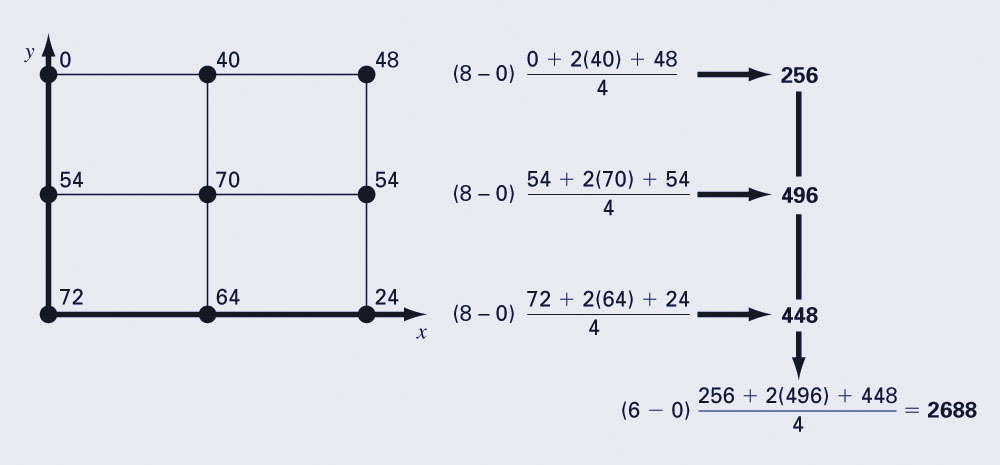 y
0 40 48
(8 – 0) 0 + 2(40) + 48 / 4 → 256
54 70 54
(8 – 0) 54 + 2(70) + 54 / 4 → 496
72 64 24
(8 – 0) 72 + 2(64) + 24 / 4 → 448
x
(6 − 0) 256 + 2(496) + 448 / 4 = 2688